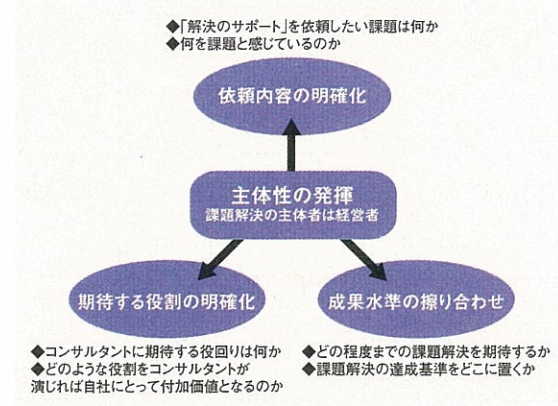 ◆「解決のサポート」を依頼したい課題は何か
◆何を課題と感じているのか
依頼内容の明確化
主体性の発揮
課題解決の主体者は経営者
期待する役割の明確化
◆コンサルタントに期待する役回りは何か
◆どのような役割をコンサルタントが
演じれば自社にとって付加価値となるのか
成果水準の擦り合わせ
◆どの程度までの課題解決を期待するか
◆課題解決の達成基準をどこに置くか